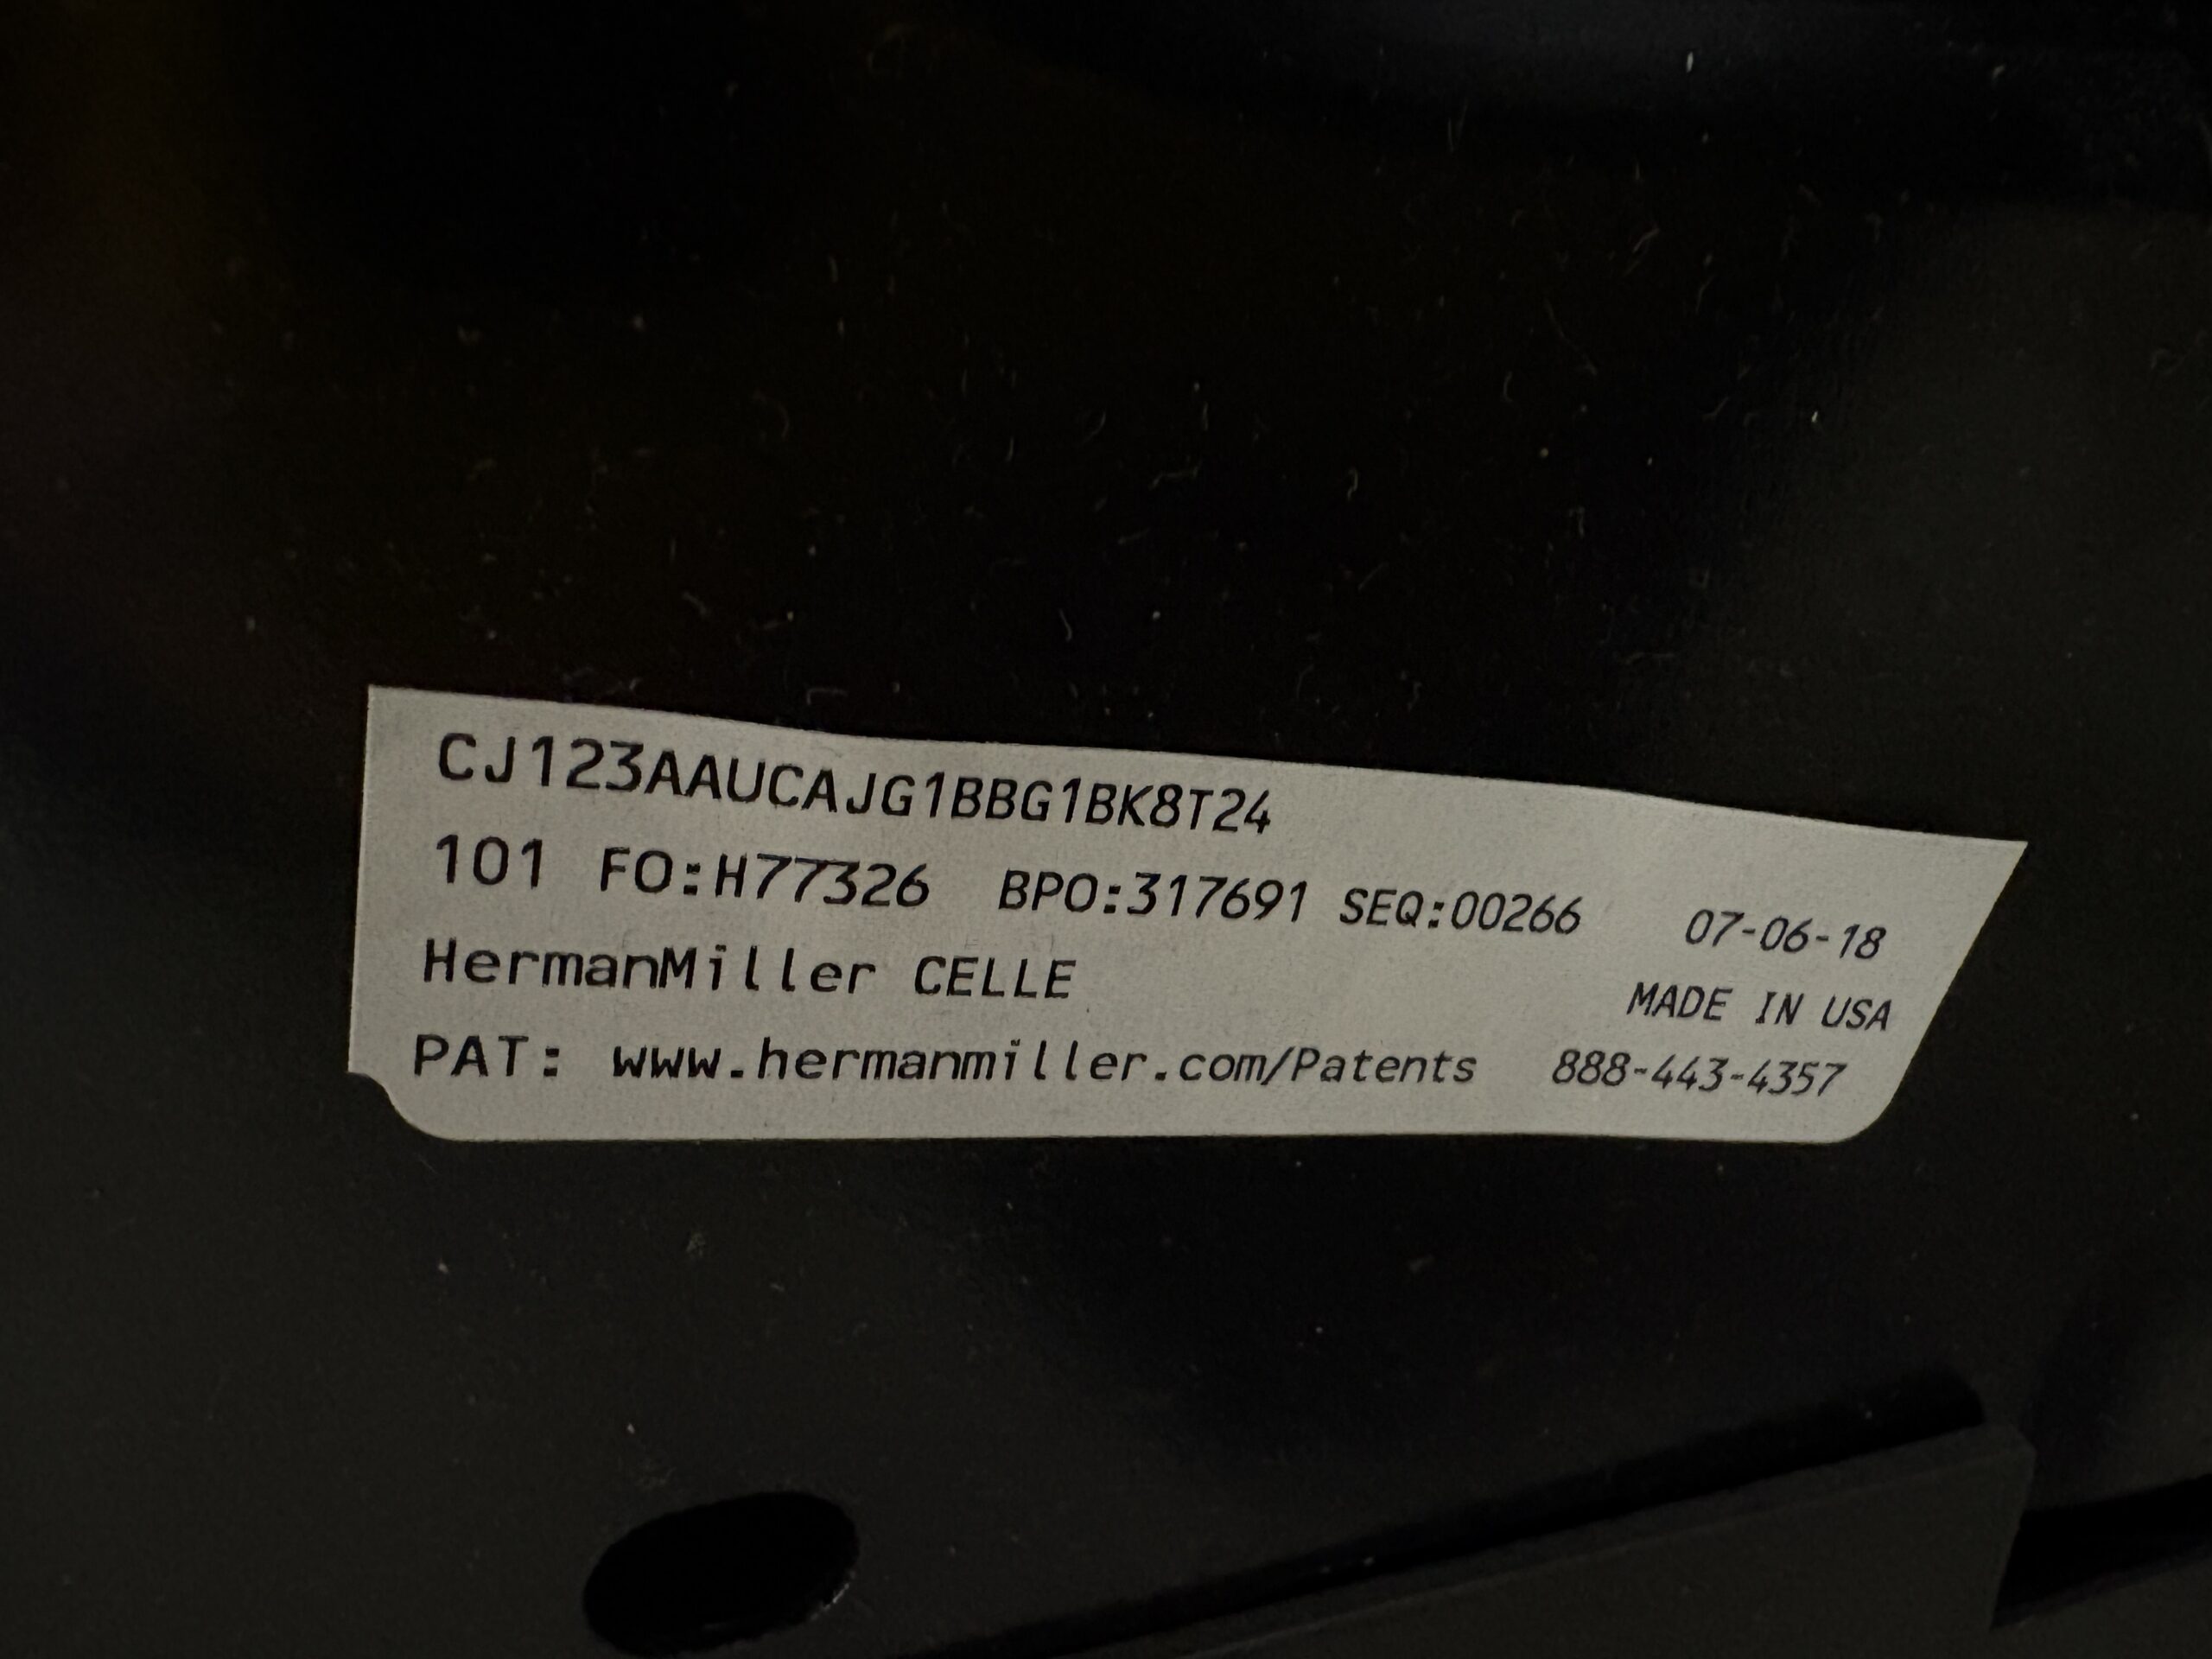 CJ123AAUCAJG1BBG1BK8T24
101 FO:H77326 BPO:317691 SEQ:00266 07-06-18
HermanMiller CELLE MADE IN USA
PAT: www.hermanmiller.com/Patents 888-443-4357